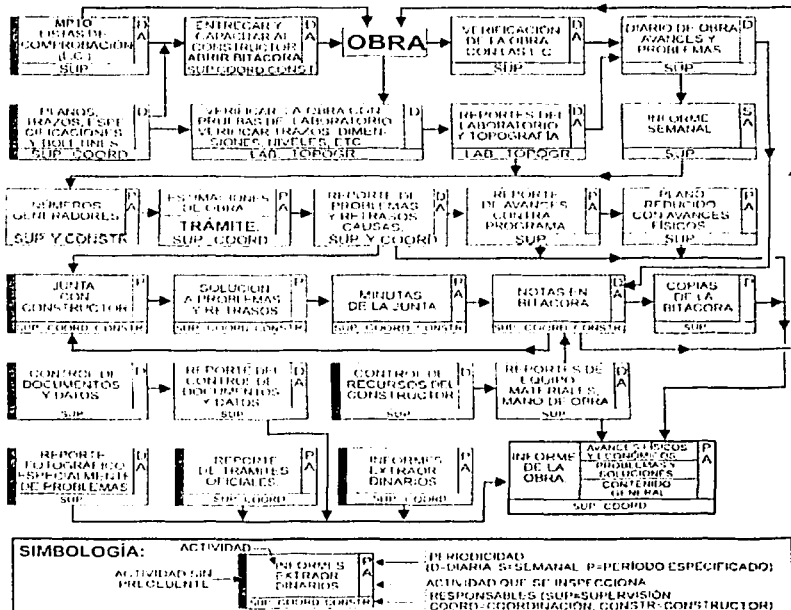 MPTO
LISTAS DE
COMPROBACIÓN
(L.C.)
D
A
SUP
ENTREGAR Y
CAPACITAR AL
CONSTRUCTOR
ABRIR BITÁCORA
D
A
SUP COORD CONST
OBRA
VERIFICACIÓN
DE LA OBRA
CON LAS L.C.
D
A
SUP
DIARIO DE OBRA
AVANCES Y
PROBLEMAS
D
SUP
PLANOS,
TRAZOS, ESPE
CIFICACIONES
Y BOLETINES
D
A
SUP COORD
VERIFICAR LA OBRA CON
PRUEBAS DE LABORATORIO
VERIFICAR TRAZOS, DIMEN-
SIONES, NIVELES, ETC
D
A
LAB. TOPOGR.
REPORTES DEL
LABORATORIO
Y TOPOGRAFÍA
D
A
LAB. TOPOGR
INFORME
SEMANAL
S
A
SUP
NÚMEROS
GENERADORES
P
A
SUP Y CONSTR
ESTIMACIONES
DE OBRA
TRÁMITE.
P
A
SUP COORD
REPORTE DE
PROBLEMAS
Y RETRASOS
CAUSAS.
P
A
SUP Y COORD
REPORTE
DE AVANCES
CONTRA
PROGRAMA
P
A
SUP
PLANO
REDUCIDO
CON AVANCES
FÍSICOS
P
A
SUP
JUNTA
CON
CONSTRUCTOR
P
SUP COORD CONSTR
SOLUCION
A PROBLEMAS
Y RETRASOS
P
A
SUP COORD CONSTR
MINUTAS
DE LA JUNTA
P
A
SUP COORD CONSTR
NOTAS EN
BITACORA
D
A
SUP COORD CONSTR
COPIAS
DE LA
BITACORA
P
SUP
CONTROL DE
DOCUMENTOS
Y DATOS
D
SUP
REPORTE DEL
CONTROL DE
DOCUMENTOS
Y DATOS
D
A
SUP
CONTROL DE
RECURSOS DEL
CONSTRUCTOR
D
SUP
REPORTES DE
EQUIPO
MATERIALES,
MANO DE OBRA
D
A
SUP
REPORTE
FOTOGRÁFICO
ESPECIALMENTE
DE PROBLEMAS
D
A
SUP
REPORTE
DE TRÁMITES
OFICIALES
P
A
SUP COORD
INFORMES
EXTRAOR
DINARIOS
P
A
SUP COORD
INFORME
DE LA
OBRA
AVANCES FÍSICOS
Y ECONÓMICOS
PROBLEMAS Y
SOLUCIONES
CONTENIDO
GENERAL
P
A
SUP COORD
SIMBOLOGÍA:
ACTIVIDAD
ACTIVIDAD SIN
PRECEDENTE
INFORMES
EXTRAOR
DINARIOS
P
A
SUP COORD CONSTR
PERIODICIDAD
(D=DIARIA S=SEMANAL P=PERÍODO ESPECIFICADO)
ACTIVIDAD QUE SE INSPECCIONA
RESPONSABLES (SUP=SUPERVISIÓN
COORD=COORDINACIÓN, CONSTR=CONSTRUCTOR)